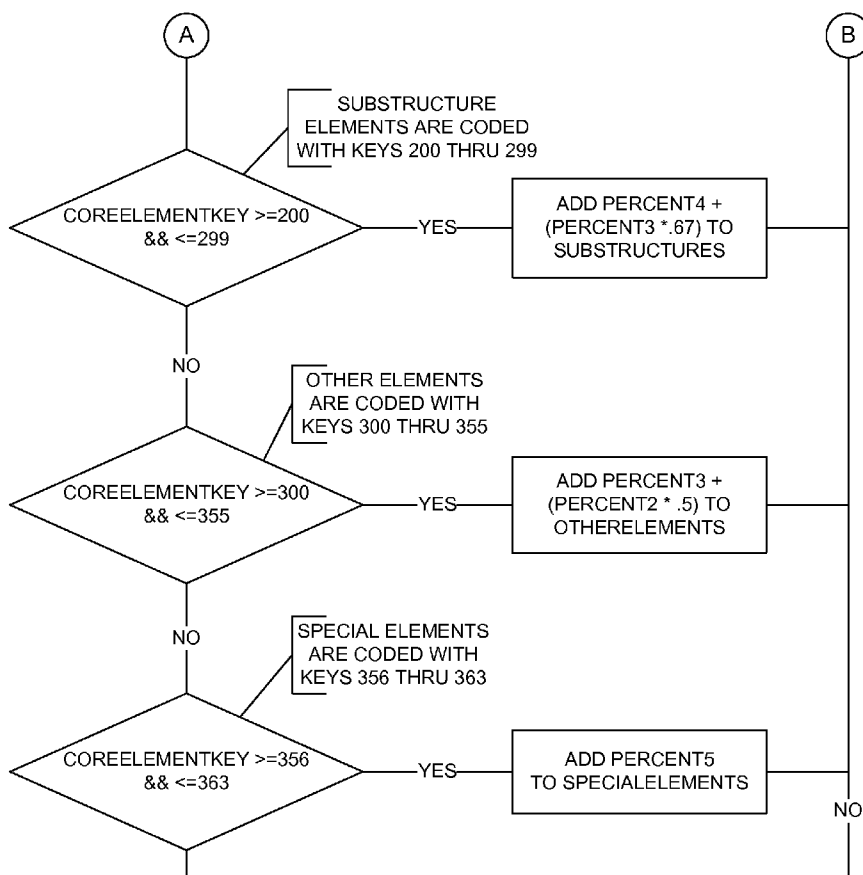 A
B
SUBSTRUCTURE
ELEMENTS ARE CODED
WITH KEYS 200 THRU 299
COREELEMENTKEY >=200
&& <=299
YES
ADD PERCENT4 +
(PERCENT3 *.67) TO
SUBSTRUCTURES
NO
OTHER ELEMENTS
ARE CODED WITH
KEYS 300 THRU 355
COREELEMENTKEY >=300
&& <=355
YES
ADD PERCENT3 +
(PERCENT2 * .5) TO
OTHERELEMENTS
NO
SPECIAL ELEMENTS
ARE CODED WITH
KEYS 356 THRU 363
COREELEMENTKEY >=356
&& <=363
YES
ADD PERCENT5
TO SPECIALELEMENTS
NO